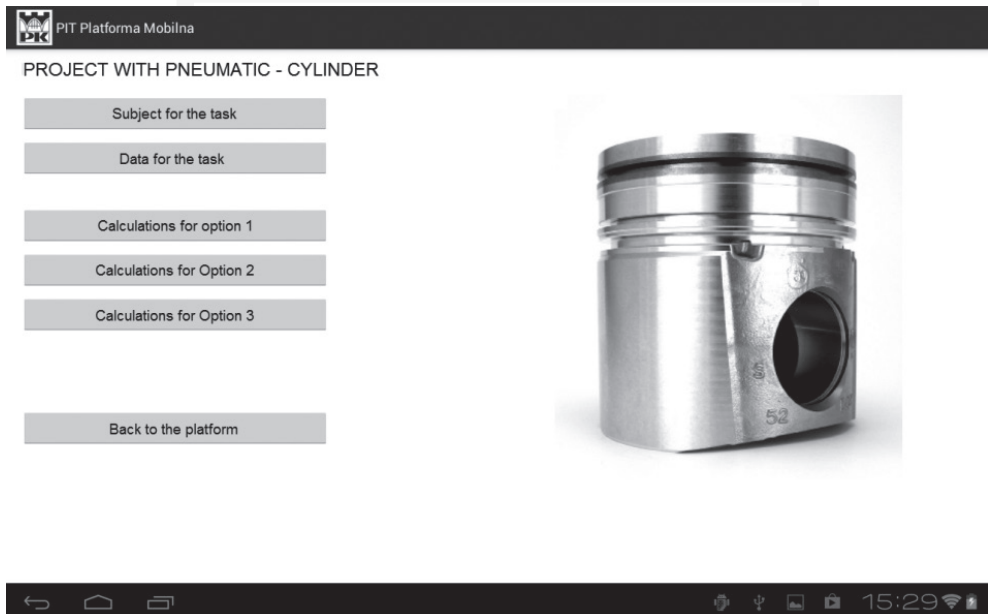 PK
PIT Platforma Mobilna
PROJECT WITH PNEUMATIC - CYLINDER
Subject for the task
Data for the task
Calculations for option 1
Calculations for Option 2
Calculations for Option 3
Back to the platform
52
15:29